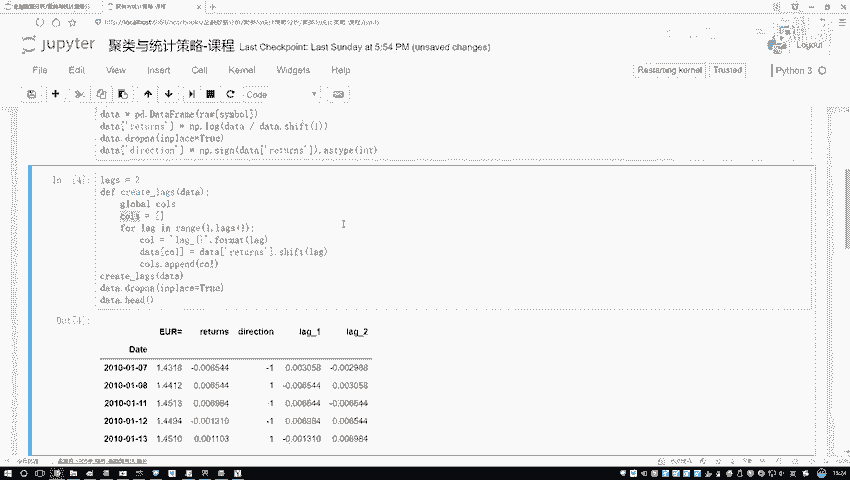 jupyter 聚类与统计策略-课程 Last Checkpoint: Last Sunday at 5:54 PM (unsaved changes)
Logout
File Edit View Insert Cell Kernel Widgets Help
Restarting kernel Trusted Python 3
Code
data = pd.DataFrame(raw[symbol])
data['returns'] = np.log(data / data.shift(1))
data.dropna(inplace=True)
data['direction'] = np.sign(data['returns']).astype(int)
In [4]: lags = 2
def create_lags(data):
global cols
cols = []
for lag in range(1,lags+1):
col = 'lag_{}'.format(lag)
data[col] = data['returns'].shift(lag)
cols.append(col)
create_lags(data)
data.dropna(inplace=True)
data.head()
Out[4]:
EUR= returns direction lag_1 lag_2
Date
2010-01-07 1.4318 -0.006544 -1 0.003058 -0.002988
2010-01-08 1.4412 0.006544 1 -0.006544 0.003058
2010-01-11 1.4513 0.006984 1 0.006544 -0.006544
2010-01-12 1.4494 -0.001310 -1 0.006984 0.006544
2010-01-13 1.4510 0.001103 1 -0.001310 0.006984